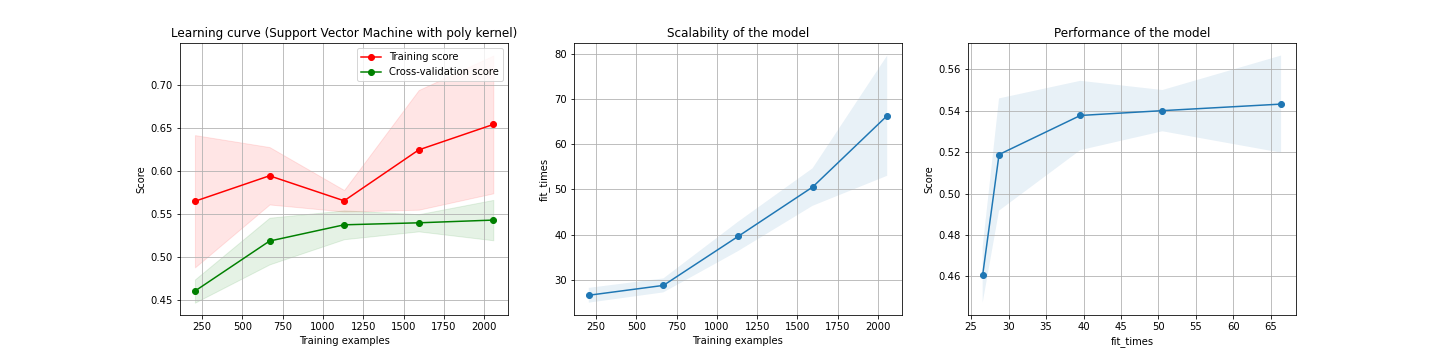 Learning curve (Support Vector Machine with poly kernel)
Training score
Cross-validation score
Score
0.70
0.65
0.60
0.55
0.50
0.45
250 500 750 1000 1250 1500 1750 2000
Training examples
Scalability of the model
fit_times
80
70
60
50
40
30
250 500 750 1000 1250 1500 1750 2000
Training examples
Performance of the model
Score
0.56
0.54
0.52
0.50
0.48
0.46
25 30 35 40 45 50 55 60 65
fit_times